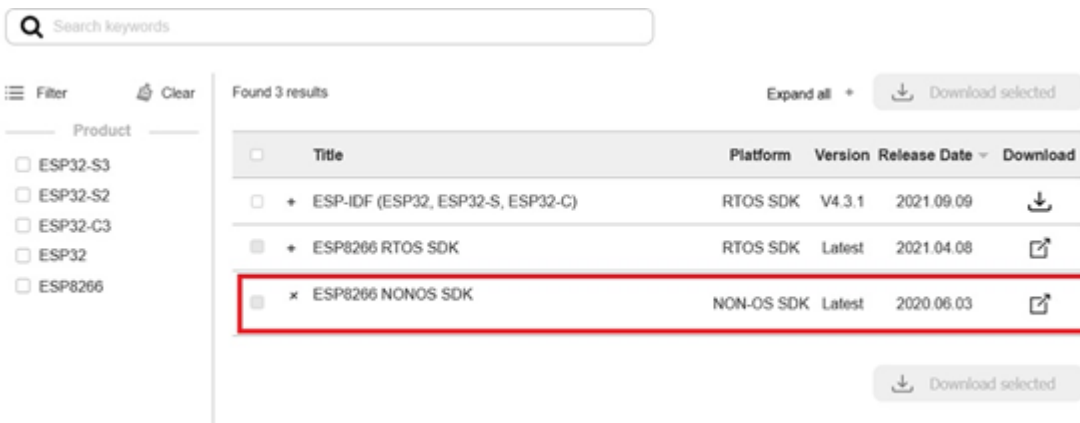 Search keywords
Filter Clear
Product
ESP32-S3
ESP32-S2
ESP32-C3
ESP32
ESP8266
Found 3 results Expand all + Download selected
Title Platform Version Release Date Download
+ ESP-IDF (ESP32, ESP32-S, ESP32-C) RTOS SDK V4.3.1 2021.09.09
+ ESP8266 RTOS SDK RTOS SDK Latest 2021.04.08
× ESP8266 NONOS SDK NON-OS SDK Latest 2020.06.03
Download selected